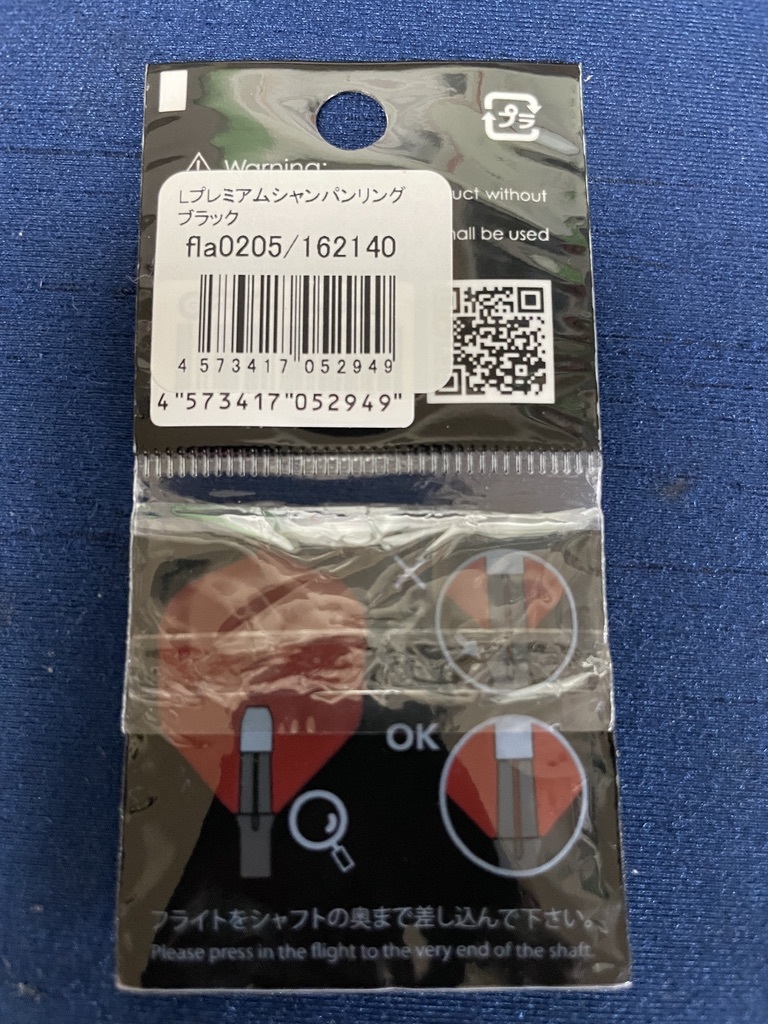 プラ
Warning:
Lプレミアムシャンパンリング
ブラック
uct without
hall be used
fla0205/162140
4 573417 052949
4"573417"052949"
OK
フライトをシャフトの奥まで差し込んで下さい。
Please press in the flight to the very end of the shaft.